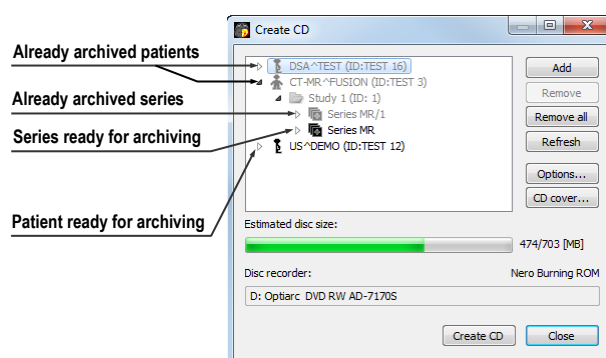 Create CD
Already archived patients
DSA^TEST (ID:TEST 16)
Add
CT-MR^FUSION (ID:TEST 3)
Remove
Already archived series
Study 1 (ID: 1)
Series MR/1
Remove all
Series ready for archiving
Series MR
Refresh
US^DEMO (ID:TEST 12)
Options...
CD cover...
Patient ready for archiving
Estimated disc size:
474/703 [MB]
Disc recorder:
Nero Burning ROM
D: Optiarc DVD RW AD-7170S
Create CD
Close